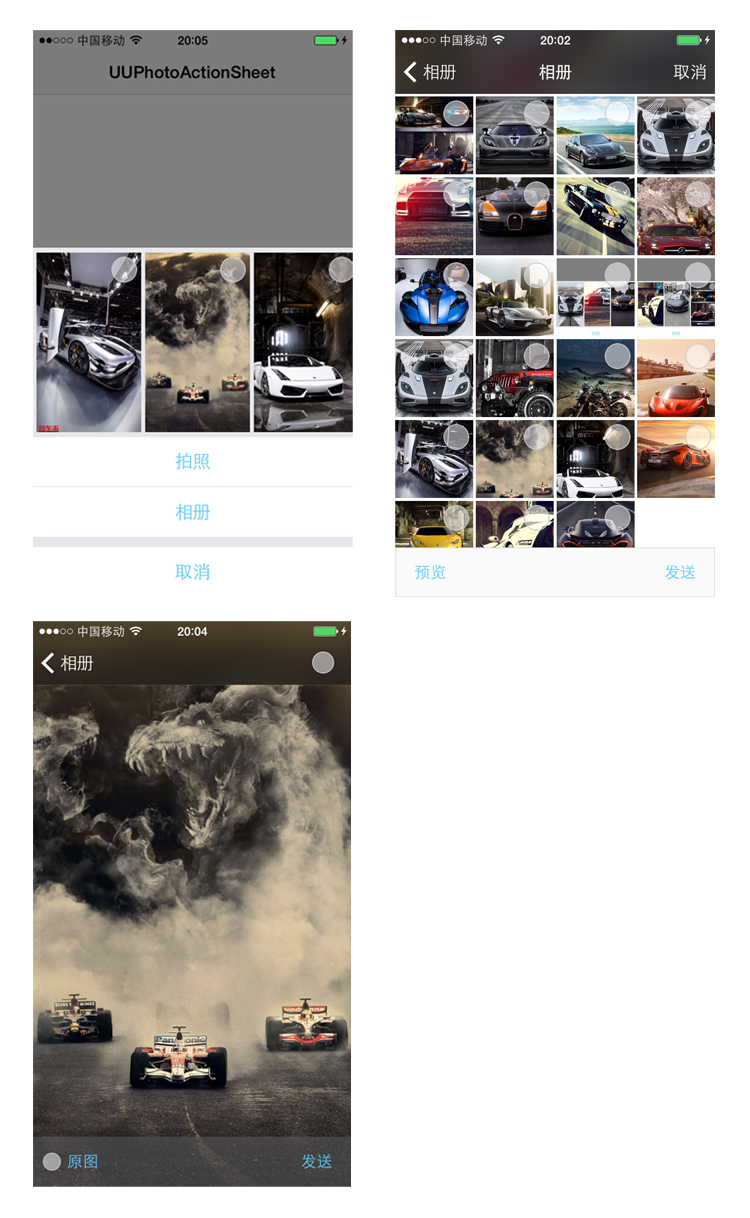 中国移动 20:05
UUPhotoActionSheet
拍照
相册
取消
中国移动 20:02
相册 相册 取消
预览 发送
中国移动 20:04
相册
Panasonic
原图 发送